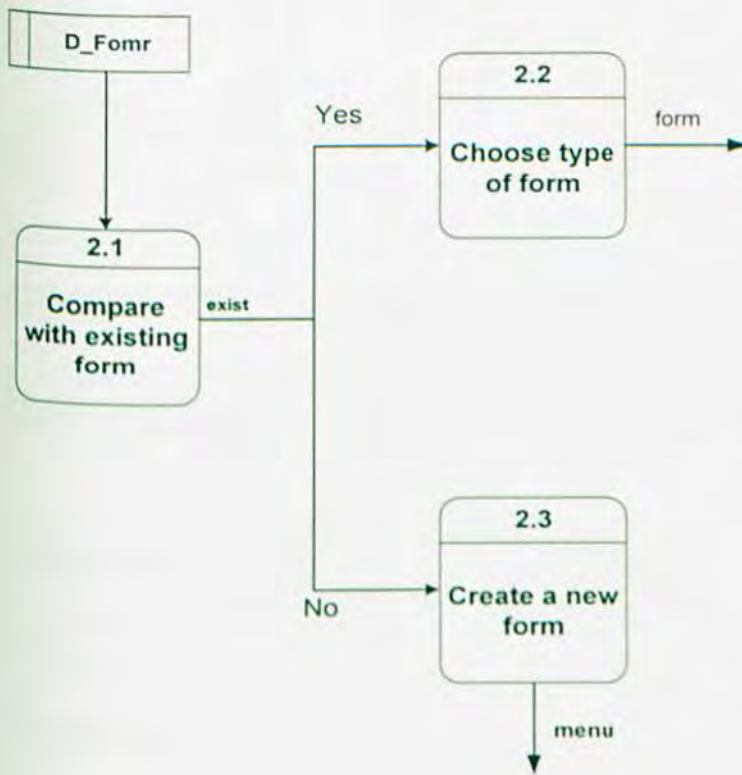 D_Fomr
2.1
Compare
with existing
form
exist
Yes
2.2
Choose type
of form
form
No
2.3
Create a new
form
menu